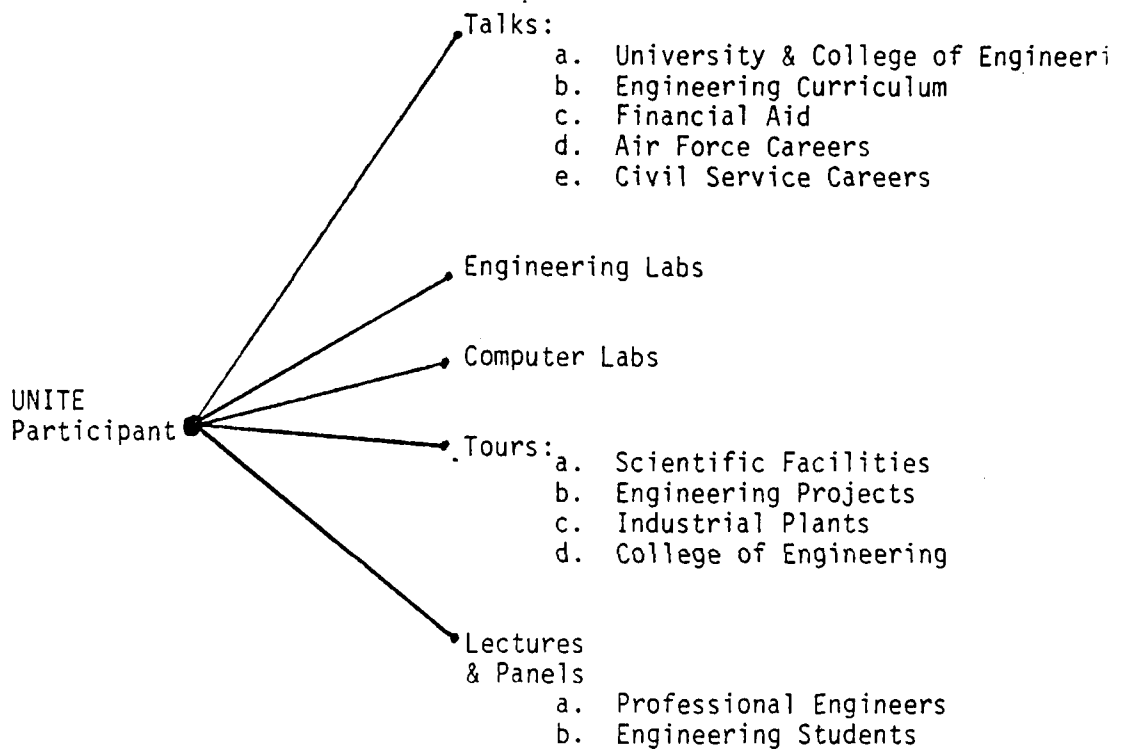 Talks:
a. University & College of Engineeri
b. Engineering Curriculum
c. Financial Aid
d. Air Force Careers
e. Civil Service Careers
Engineering Labs
Computer Labs
UNITE
Participant
Tours:
a. Scientific Facilities
b. Engineering Projects
c. Industrial Plants
d. College of Engineering
Lectures
& Panels
a. Professional Engineers
b. Engineering Students